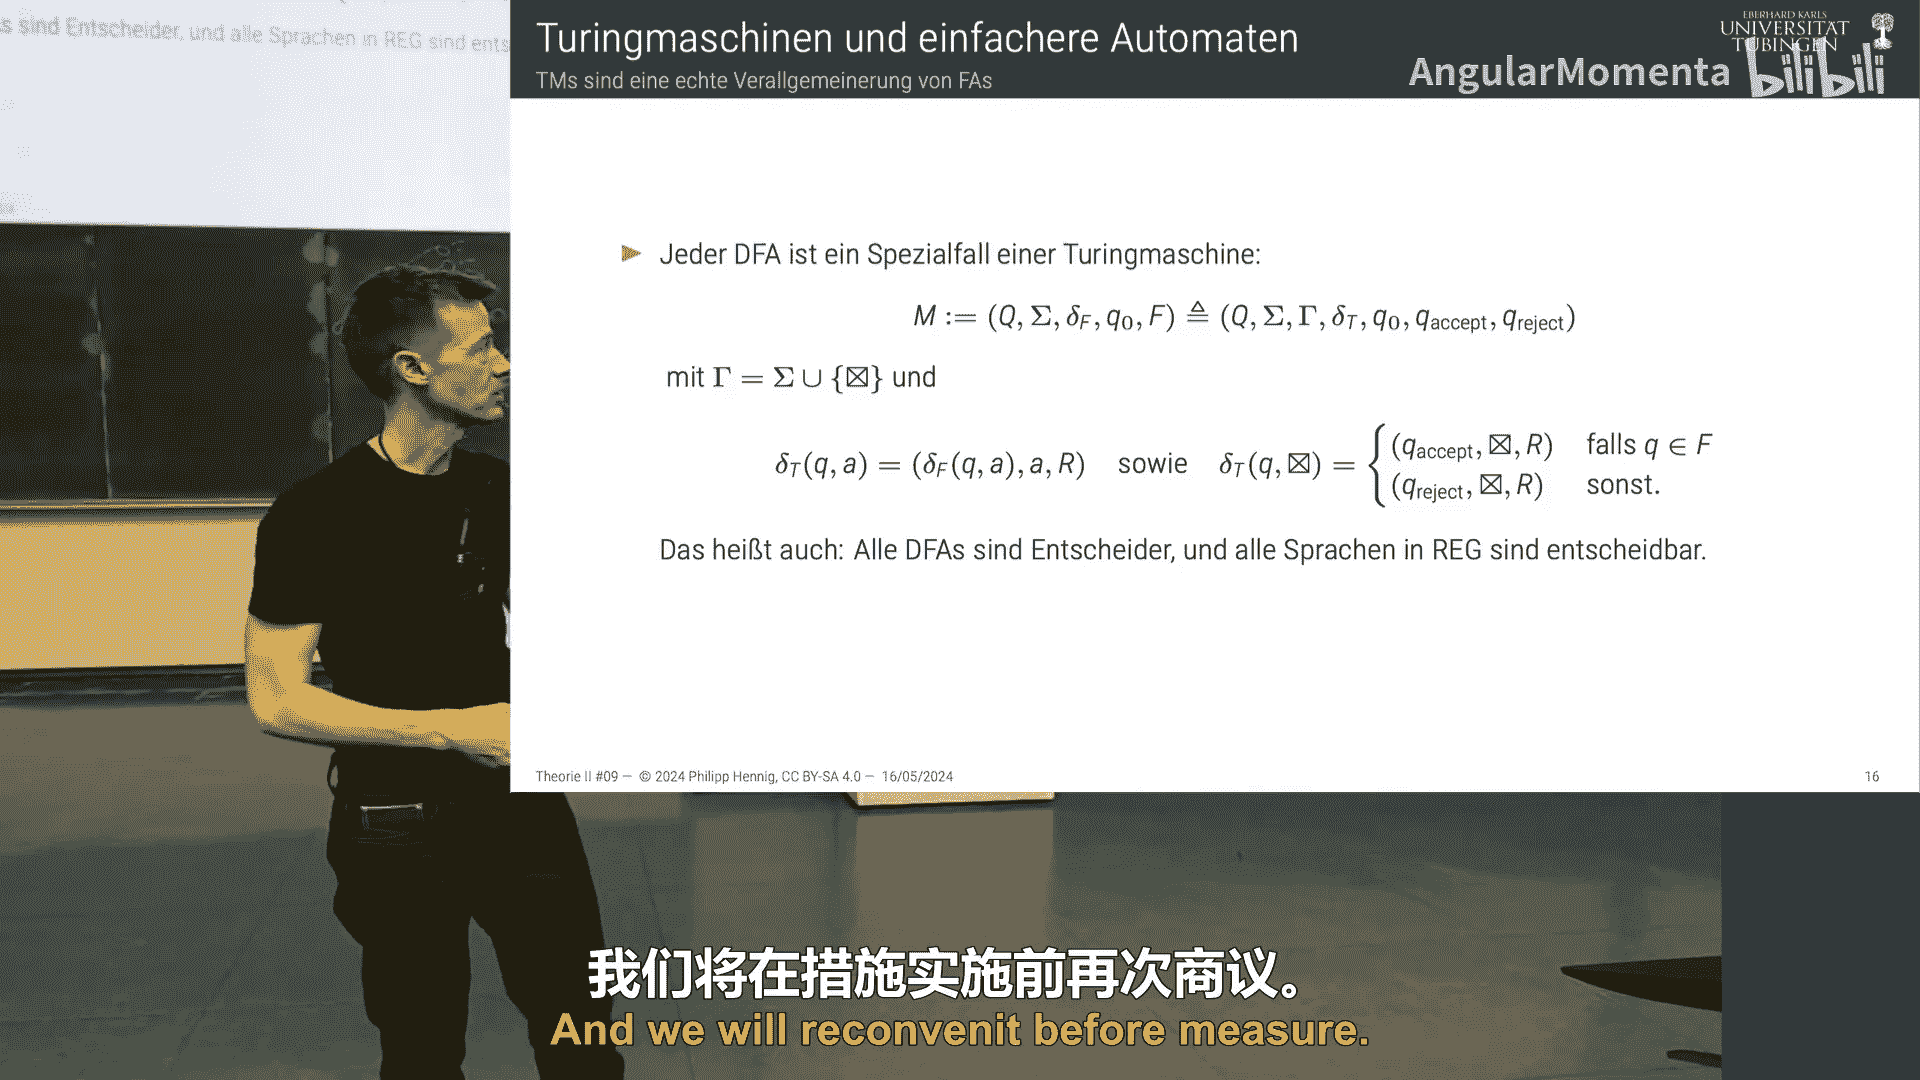 s sind Entscheider, und alle Sprachen in REG sind ents
Turingmaschinen und einfachere Automaten
TMs sind eine echte Verallgemeinerung von FAs
EBERHARD KARLS
UNIVERSITÄT
TÜBINGEN
AngularMomenta
bilibili
Jeder DFA ist ein Spezialfall einer Turingmaschine:
M := (Q, Σ, δ_F, q_0, F) ≙ (Q, Σ, Γ, δ_T, q_0, q_accept, q_reject)
mit Γ = Σ ∪ {⊠} und
δ_T(q, a) = (δ_F(q, a), a, R) sowie δ_T(q, ⊠) = { (q_accept, ⊠, R) falls q ∈ F
(q_reject, ⊠, R) sonst.
Das heißt auch: Alle DFAs sind Entscheider, und alle Sprachen in REG sind entscheidbar.
Theorie II #09 — © 2024 Philipp Hennig, CC BY-SA 4.0 — 16/05/2024
16
我们将在措施实施前再次商议。
And we will reconvenit before measure.